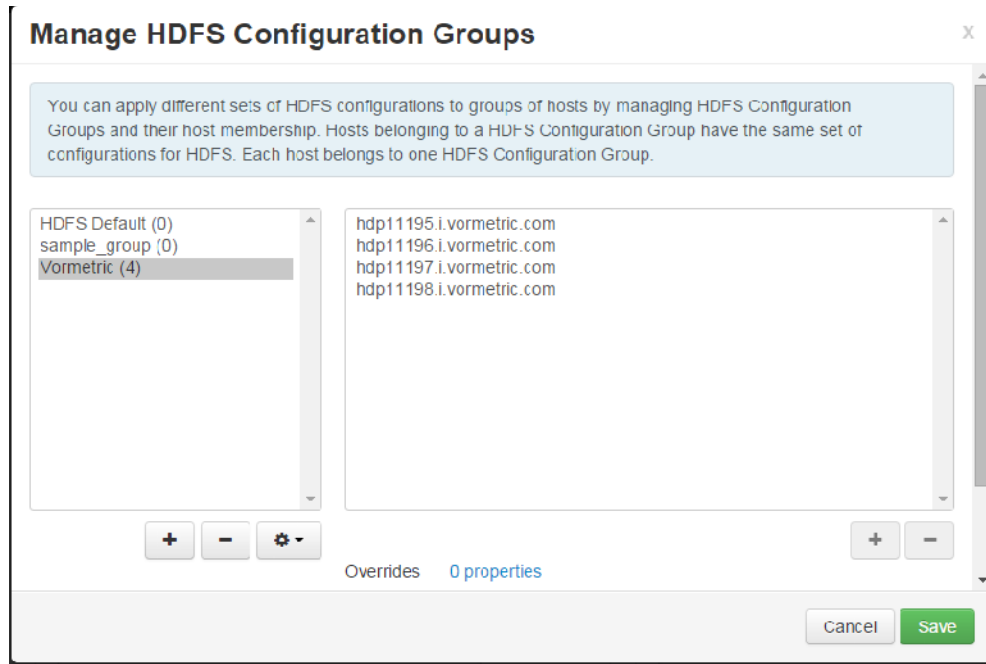 Manage HDFS Configuration Groups
x
You can apply different sets of HDFS configurations to groups of hosts by managing HDFS Configuration
Groups and their host membership. Hosts belonging to a HDFS Configuration Group have the same set of
configurations for HDFS. Each host belongs to one HDFS Configuration Group.
HDFS Default (0)
sample_group (0)
Vormetric (4)
hdp11195.i.vormetric.com
hdp11196.i.vormetric.com
hdp11197.i.vormetric.com
hdp11198.i.vormetric.com
Overrides 0 properties
Cancel Save